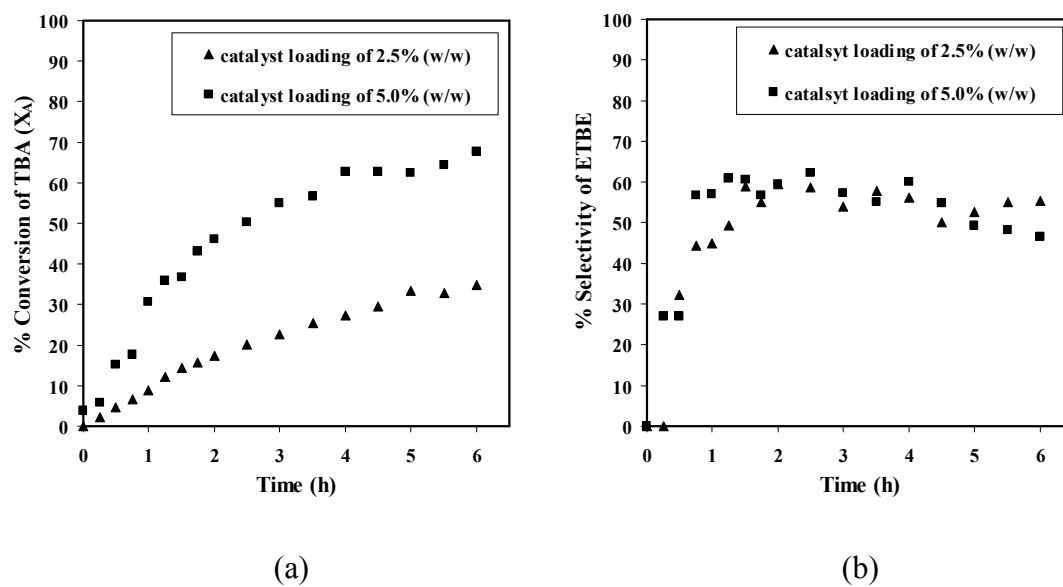 100
90
80
70
60
50
40
30
20
10
0
% Conversion of TBA (XA)
catalyst loading of 2.5% (w/w)
catalyst loading of 5.0% (w/w)
0 1 2 3 4 5 6
Time (h)
(a)
100
90
80
70
60
50
40
30
20
10
0
% Selectivity of ETBE
catalsyt loading of 2.5% (w/w)
catalsyt loading of 5.0% (w/w)
0 1 2 3 4 5 6
Time (h)
(b)